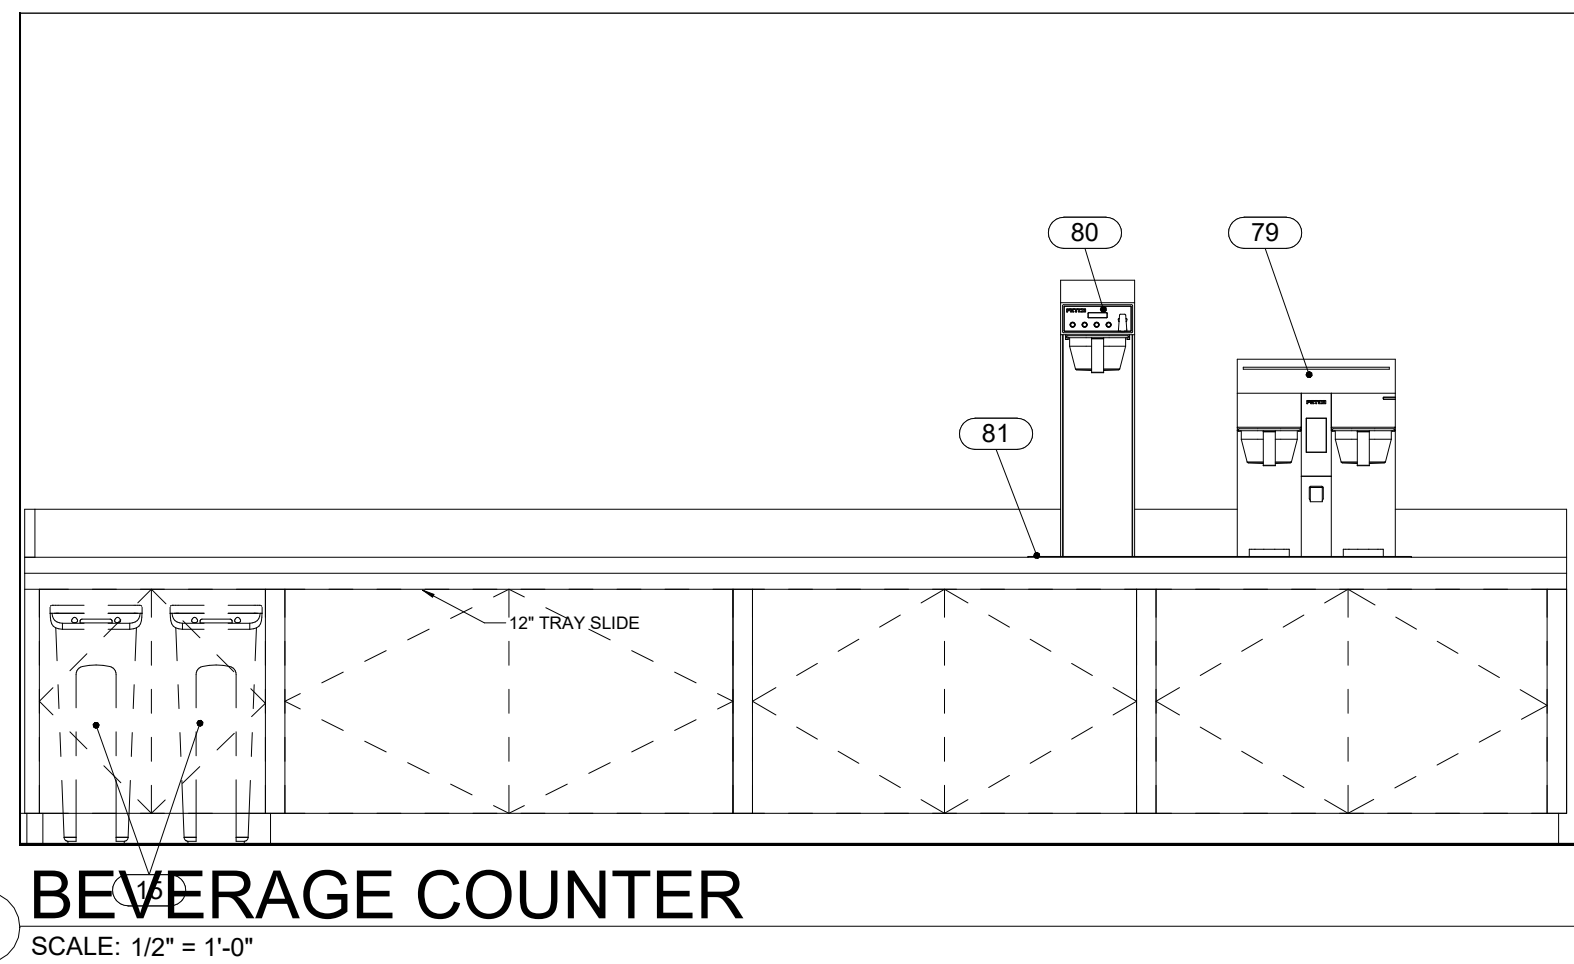 80
79
81
12" TRAY SLIDE
15
BEVERAGE COUNTER
SCALE: 1/2" = 1'-0"